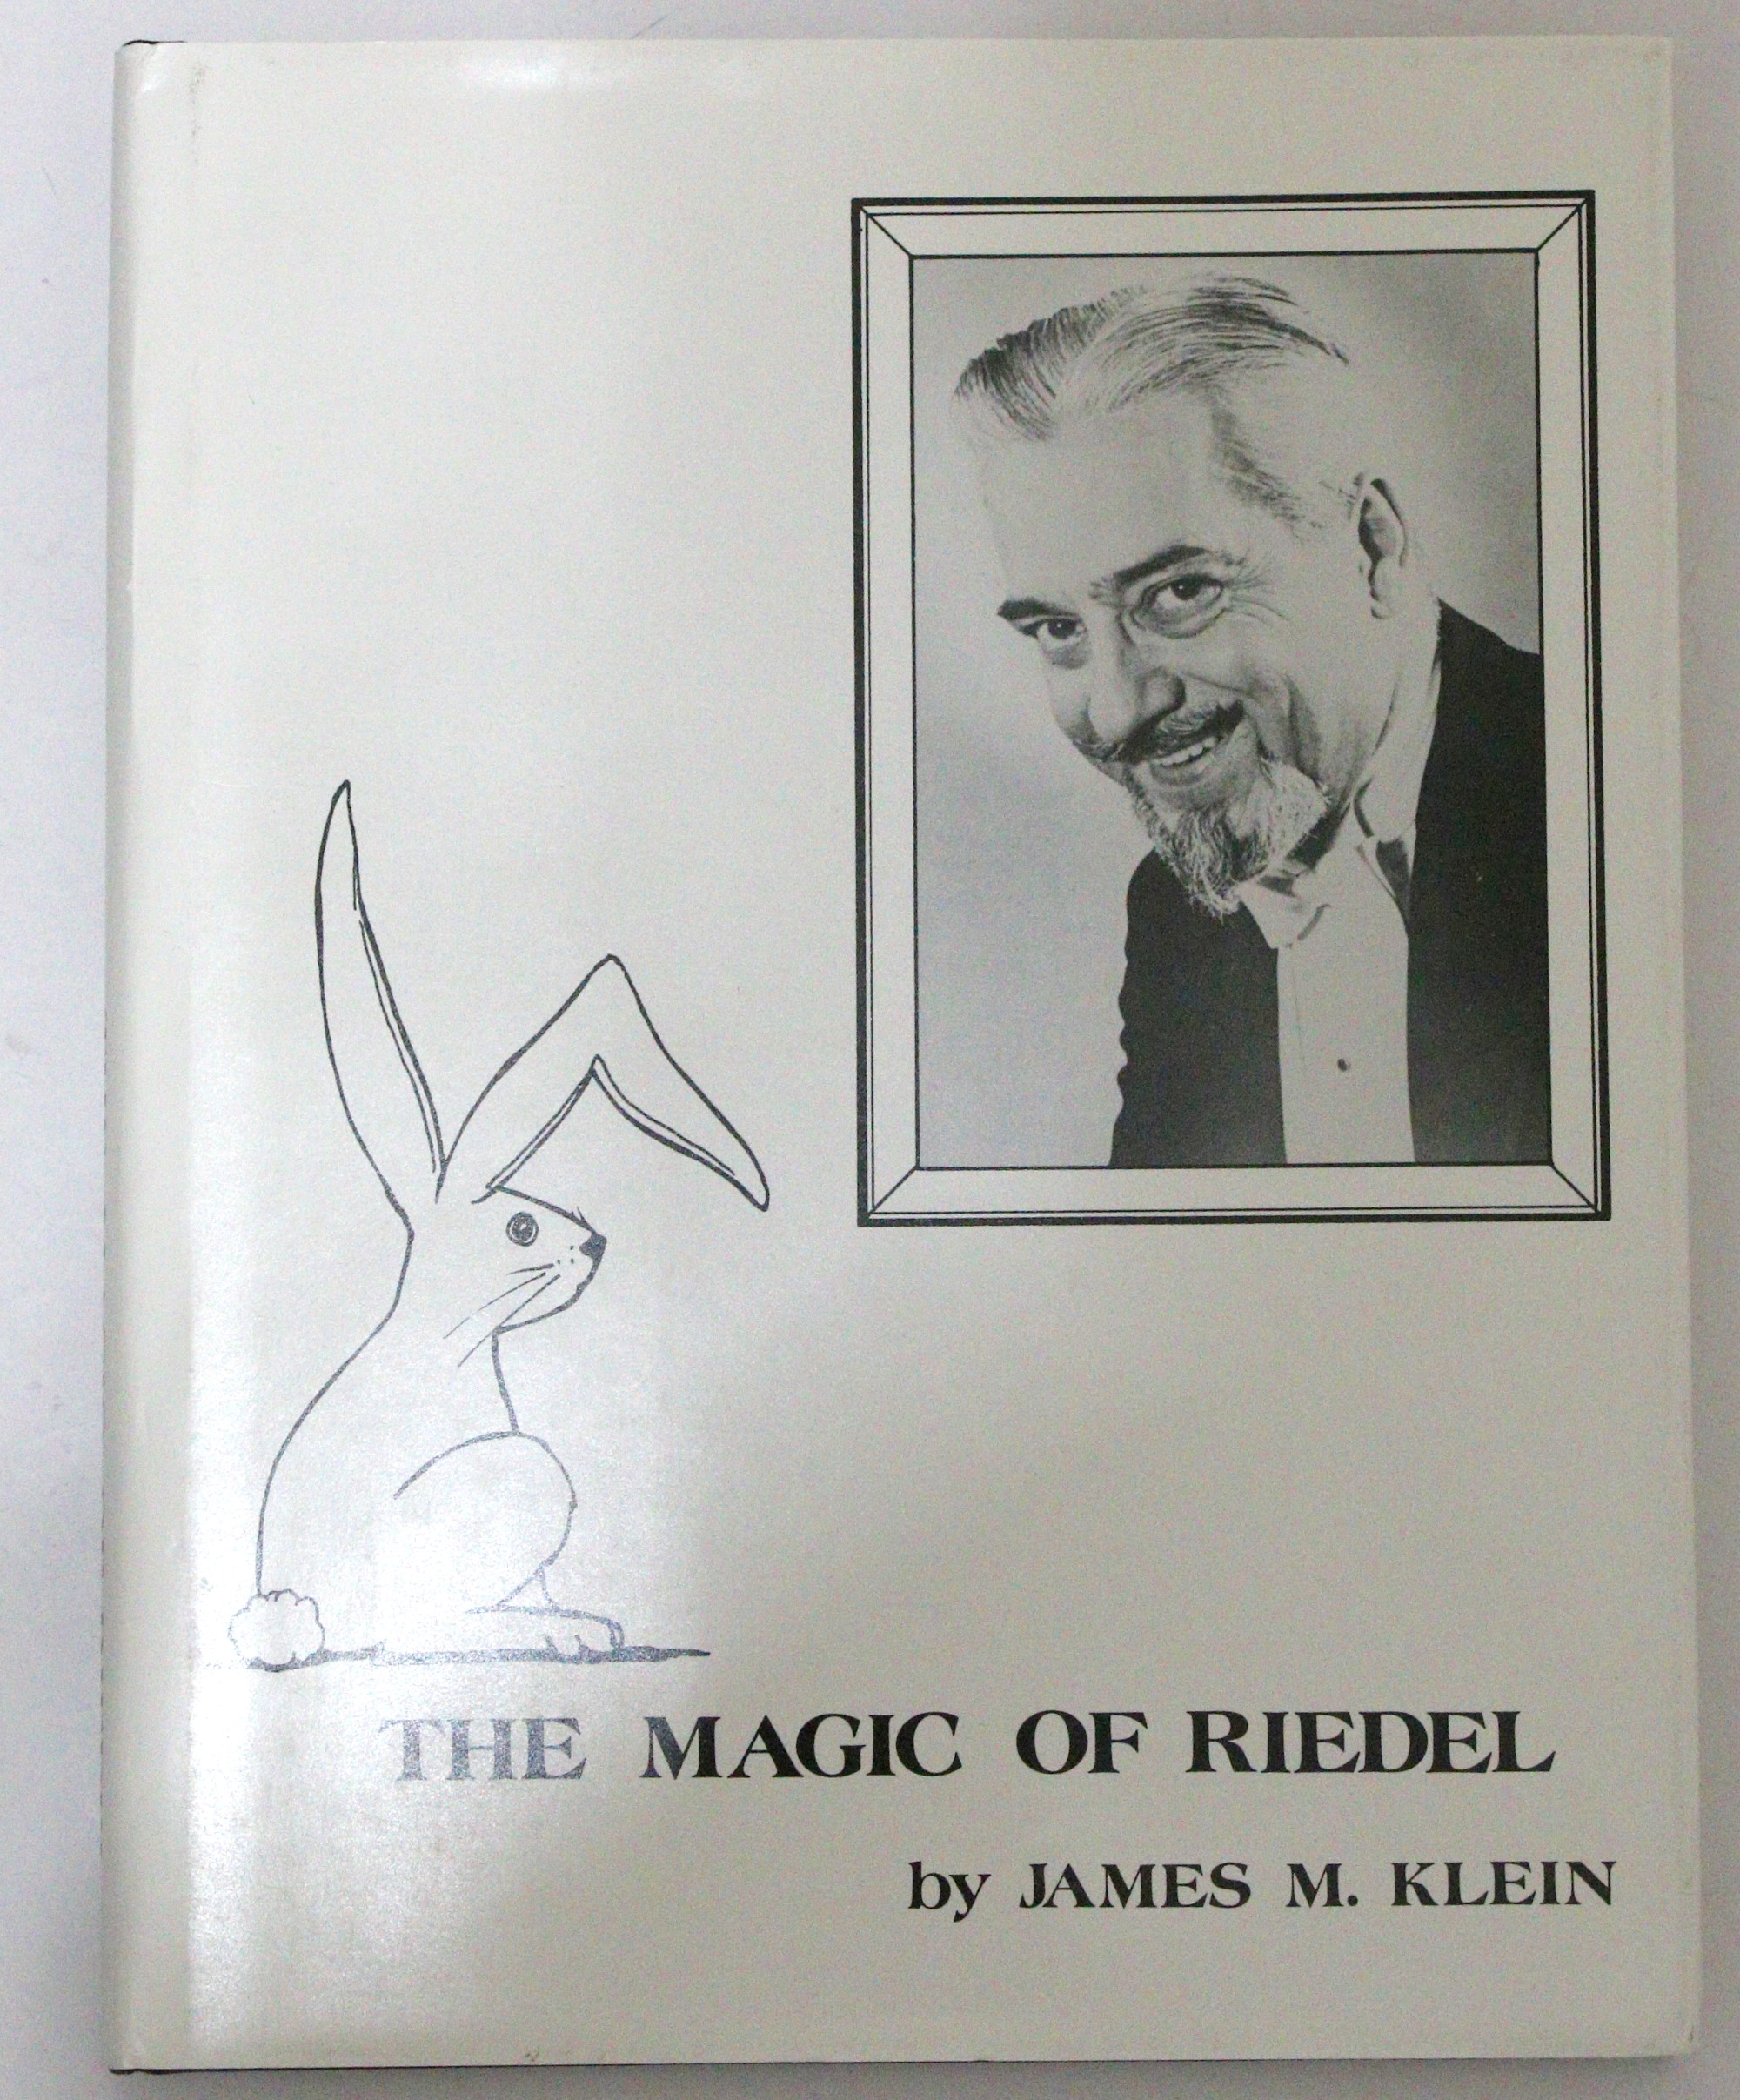 THE MAGIC OF RIEDEL
by JAMES M. KLEIN